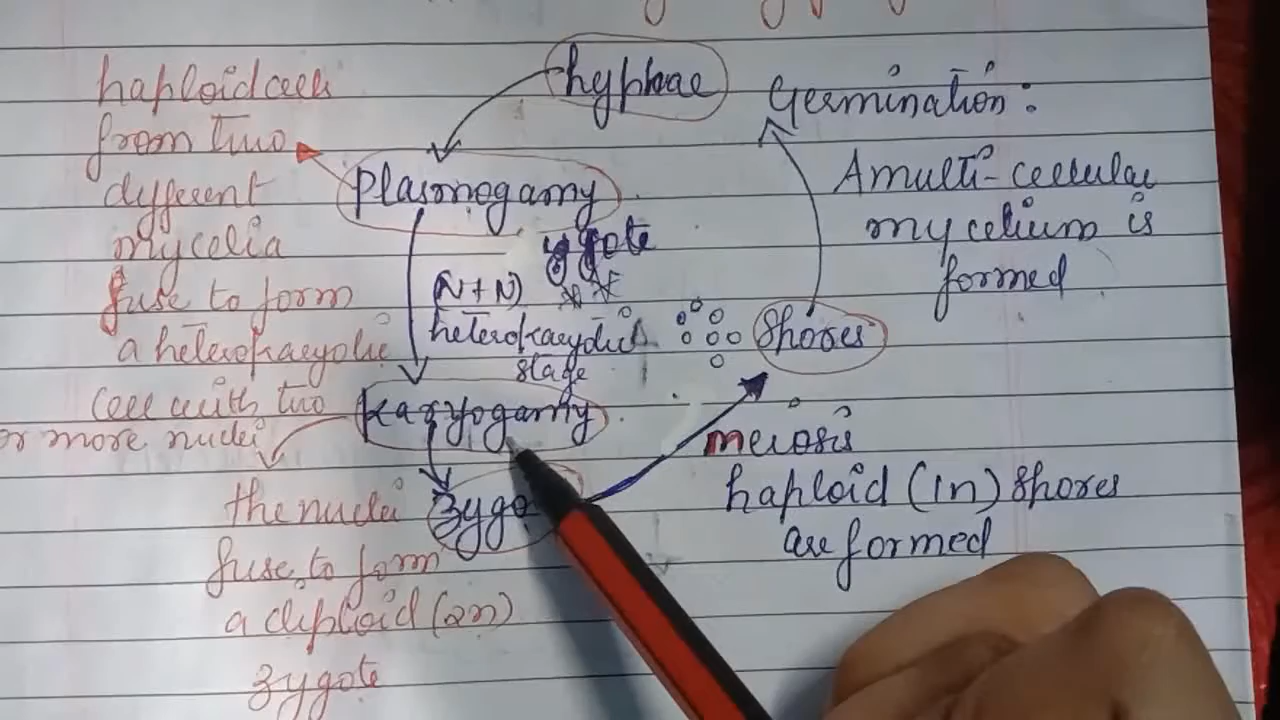 hyphae
haploid cells
from two
different
mycelia
fuse to form
a heterokaryotic
cell with two
or more nuclei
Plasmogamy
ygote
(N+N)
heterokaryotic
stage
Karyogamy
the nuclei
fuse to form
a diploid (2n)
zygote
zygo
meiosis
haploid (1n) spores
are formed
spores
Germination:
A multi-cellular
mycelium is
formed